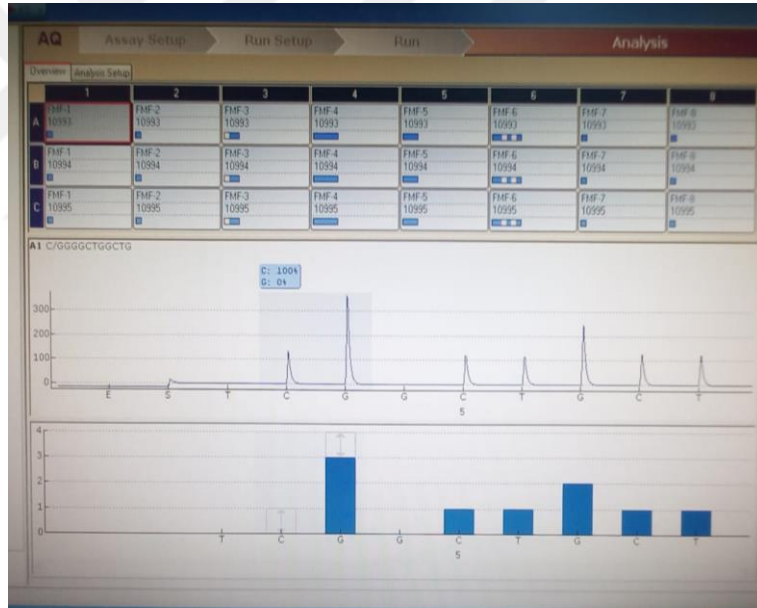 AQ Assay Setup Run Setup Run Analysis
Overview Analysis Setup
1 2 3 4 5 6 7 8
FMF-1 FMF-2 FMF-3 FMF-4 FMF-5 FMF-6 FMF-7 FMF-8
A 10993 10993 10993 10993 10993 10993 10993 10993
FMF-1 FMF-2 FMF-3 FMF-4 FMF-5 FMF-6 FMF-7 FMF-8
B 10994 10994 10994 10994 10994 10994 10994 10994
FMF-1 FMF-2 FMF-3 FMF-4 FMF-5 FMF-6 FMF-7 FMF-8
C 10995 10995 10995 10995 10995 10995 10995 10995
A1 C/GGGGCTGGCTG
C: 100%
G: 0%
300
200
100
0
E S T C G G C T G C T
5
4
3
2
1
0
T C G G C T G C T
5